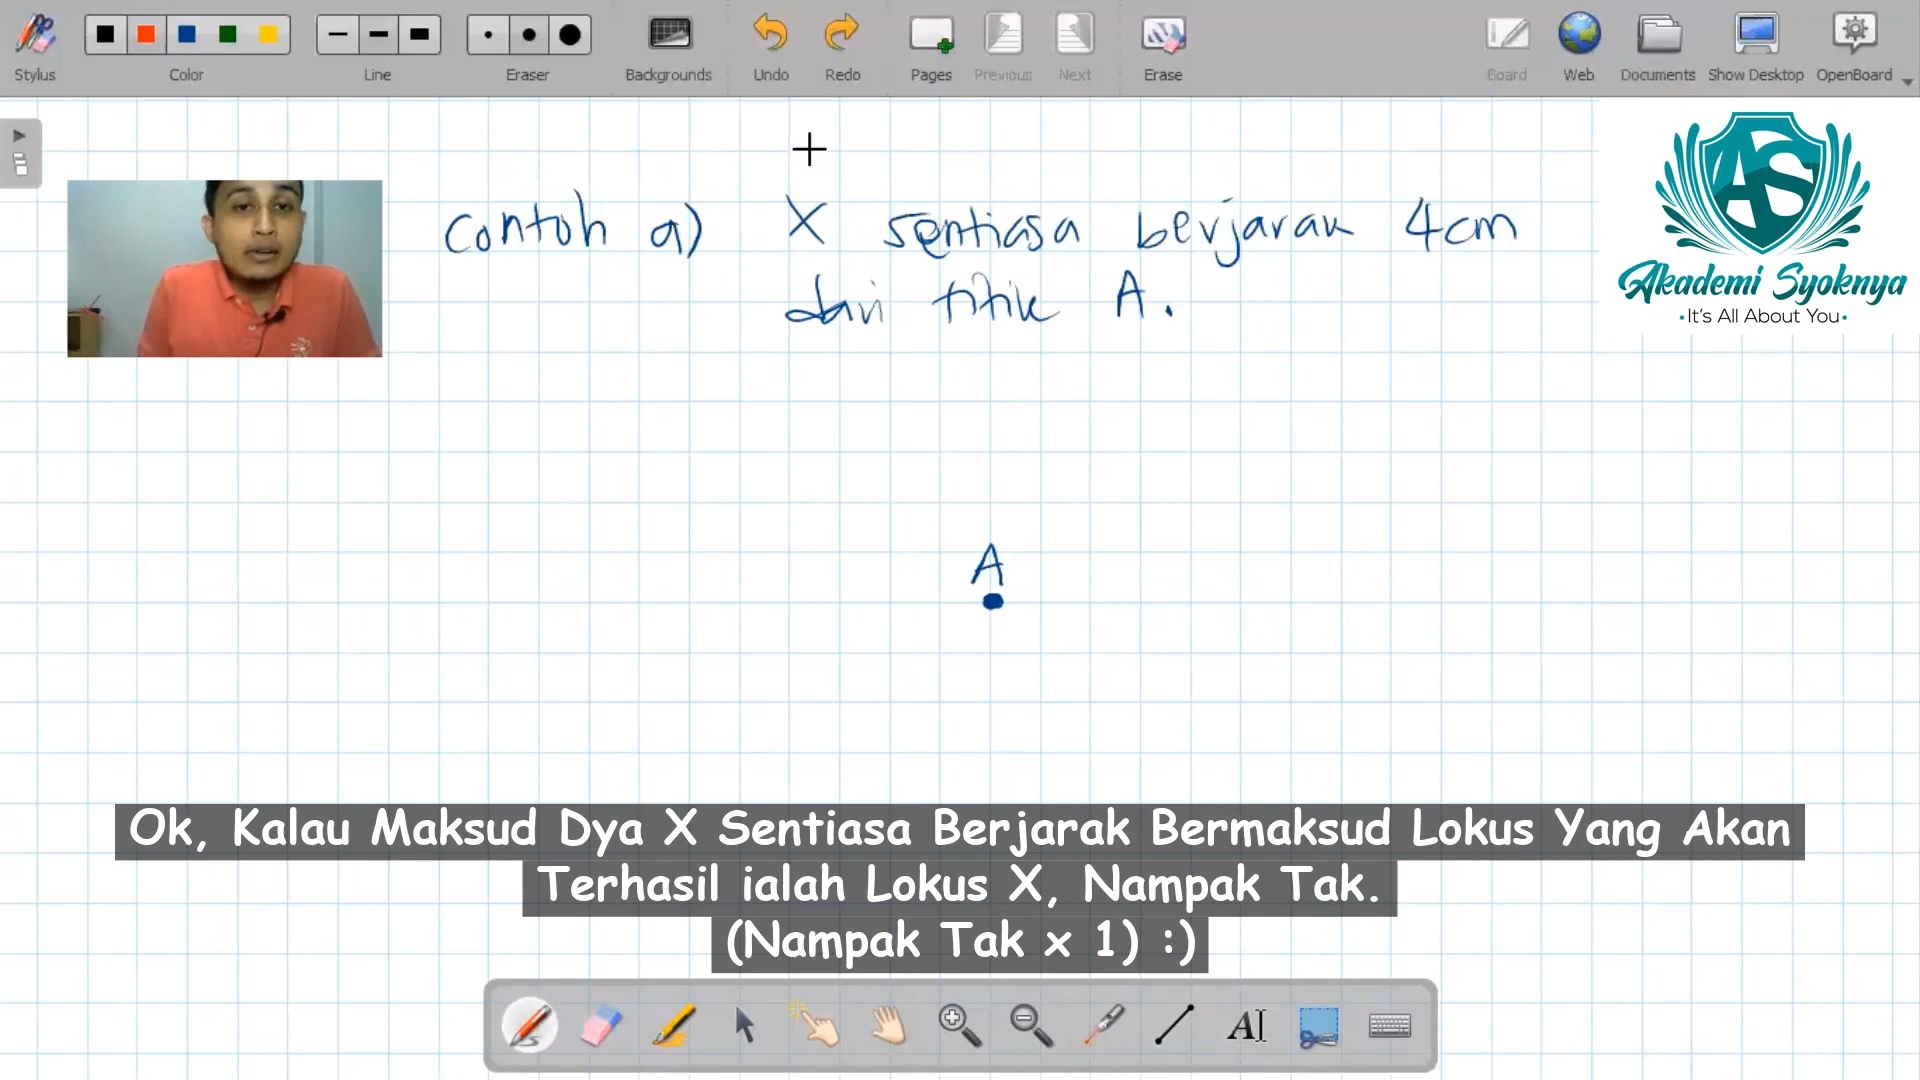 Stylus Color Line Eraser Backgrounds Undo Redo Pages Previous Next Erase Board Web Documents Show Desktop OpenBoard
contoh a) X sentiasa berjarak 4cm
dari titik A.
AS
Akademi Syoknya
•It's All About You•
A
Ok, Kalau Maksud Dya X Sentiasa Berjarak Bermaksud Lokus Yang Akan
Terhasil ialah Lokus X, Nampak Tak.
(Nampak Tak x 1) :)